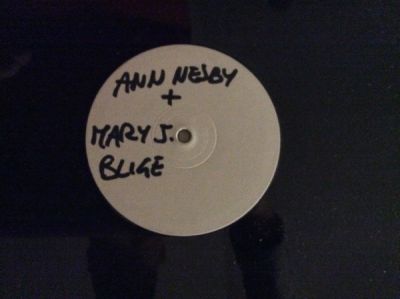 ANN NESBY
+
MARY J.
BLIGE